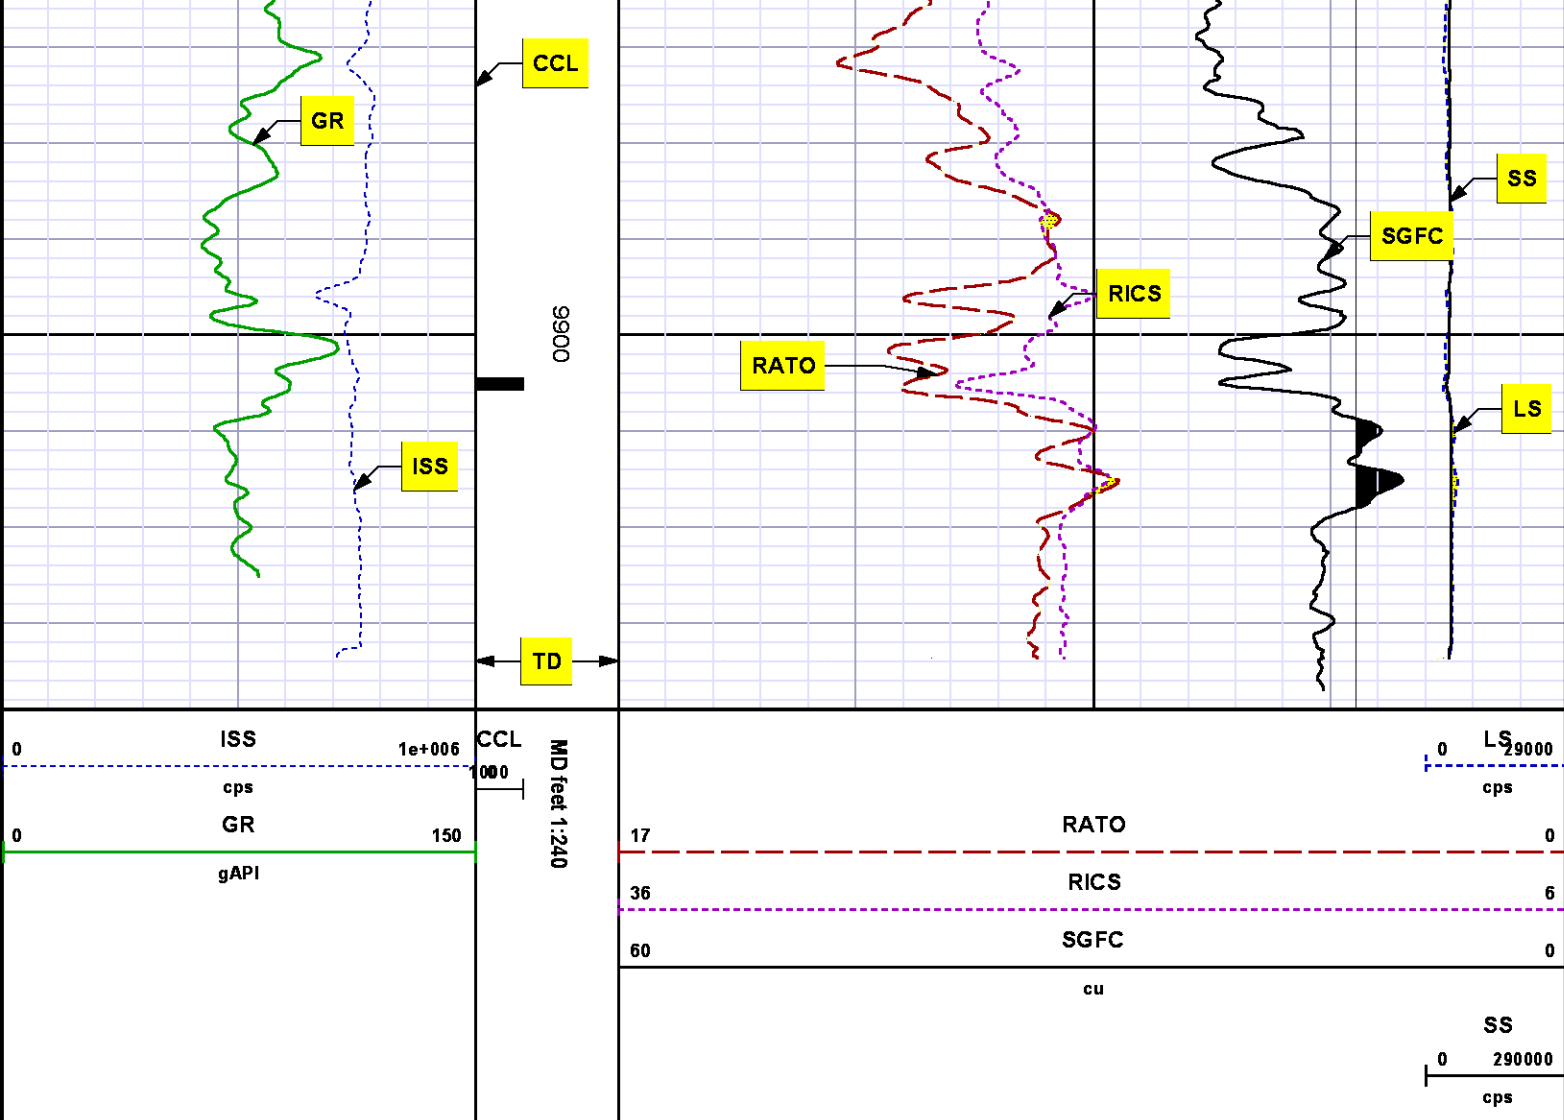 CCL
GR
SS
SGFC
RICS
9900
RATO
LS
ISS
TD
ISS
0 1e+006
cps
GR
0 150
gAPI
CCL
1000
MD feet 1:240
LS
0 29000
cps
RATO
17 0
RICS
36 6
SGFC
60 0
cu
SS
0 290000
cps